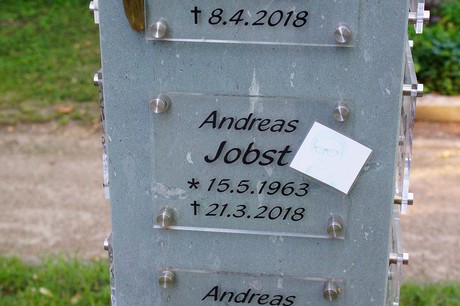 † 8.4.2018
Andreas
Jobst
* 15.5.1963
† 21.3.2018
Andreas